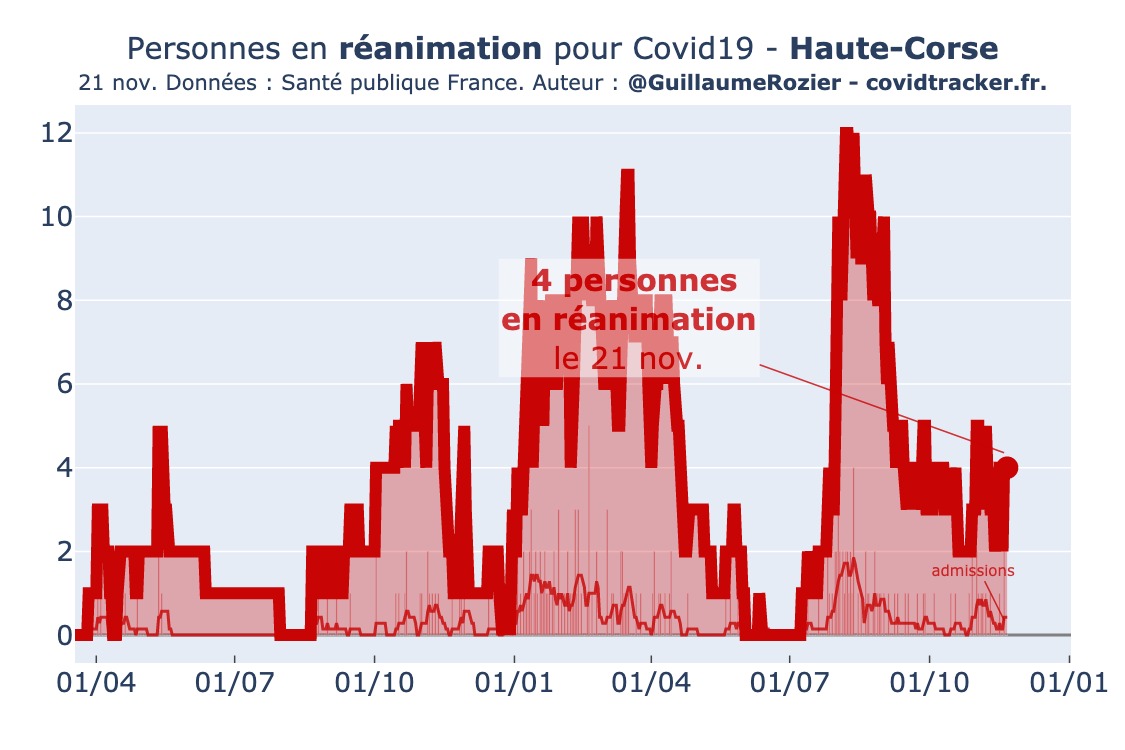 Personnes en réanimation pour Covid19 - Haute-Corse
21 nov. Données : Santé publique France. Auteur : @GuillaumeRozier - covidtracker.fr.
12
10
8
6
4
2
0
4 personnes
en réanimation
le 21 nov.
admissions
01/04
01/07
01/10
01/01
01/04
01/07
01/10
01/01